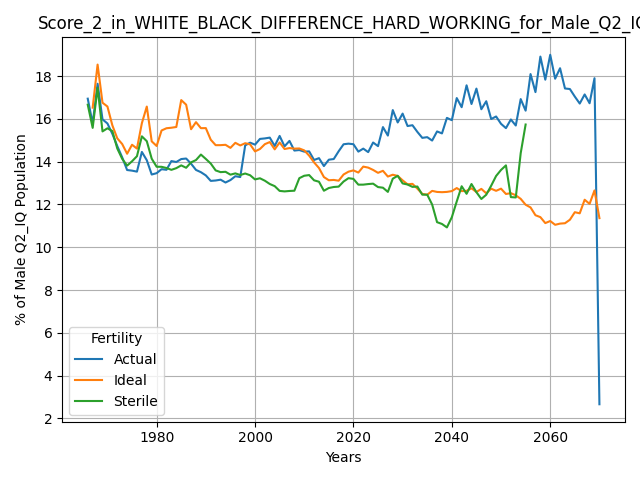 Score_2_in_WHITE_BLACK_DIFFERENCE_HARD_WORKING_for_Male_Q2_IQ
18
16
14
12
10
8
6
4
2
% of Male Q2_IQ Population
Fertility
Actual
Ideal
Sterile
1980 2000 2020 2040 2060
Years